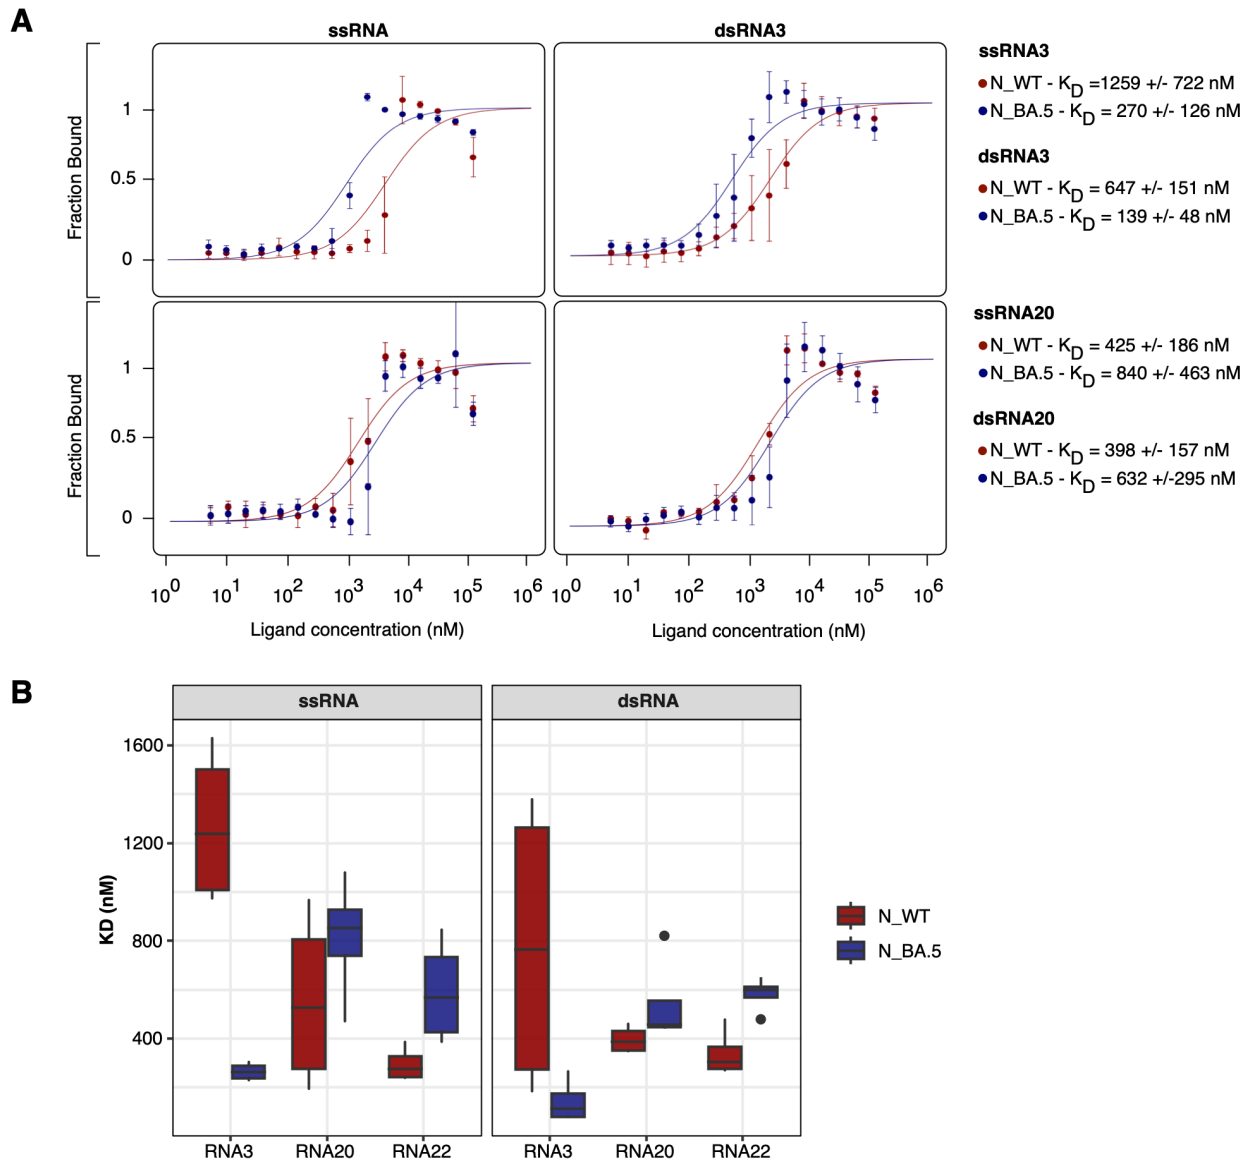 A
ssRNA
dsRNA3
Fraction Bound
1
0.5
0
ssRNA3
N_WT - KD =1259 +/- 722 nM
N_BA.5 - KD = 270 +/- 126 nM
dsRNA3
N_WT - KD = 647 +/- 151 nM
N_BA.5 - KD = 139 +/- 48 nM
Fraction Bound
1
0.5
0
ssRNA20
N_WT - KD = 425 +/- 186 nM
N_BA.5 - KD = 840 +/- 463 nM
dsRNA20
N_WT - KD = 398 +/- 157 nM
N_BA.5 - KD = 632 +/-295 nM
10^0 10^1 10^2 10^3 10^4 10^5 10^6
10^0 10^1 10^2 10^3 10^4 10^5 10^6
Ligand concentration (nM)
Ligand concentration (nM)
B
ssRNA
dsRNA
KD (nM)
1600
1200
800
400
N_WT
N_BA.5
RNA3 RNA20 RNA22
RNA3 RNA20 RNA22